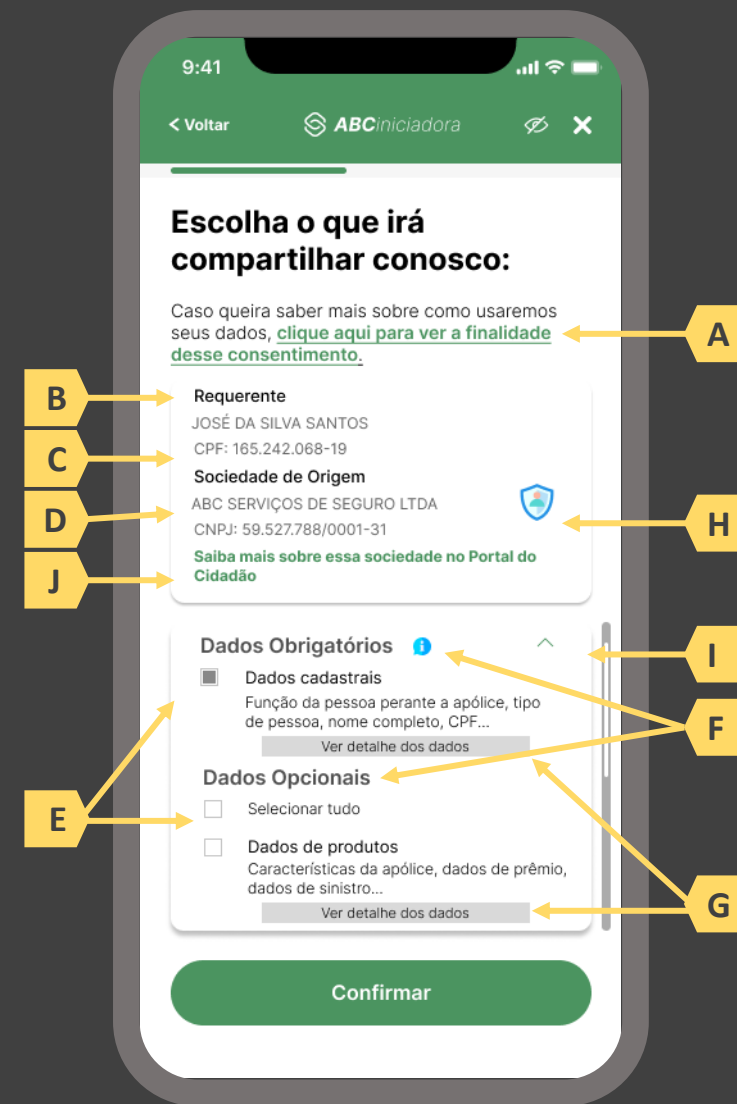 9:41
< Voltar
ABCiniciadora
Escolha o que irá
compartilhar conosco:
Caso queira saber mais sobre como usaremos
seus dados, clique aqui para ver a finalidade
desse consentimento.
A
B
Requerente
JOSÉ DA SILVA SANTOS
C
CPF: 165.242.068-19
Sociedade de Origem
D
ABC SERVIÇOS DE SEGURO LTDA
H
CNPJ: 59.527.788/0001-31
J
Saiba mais sobre essa sociedade no Portal do
Cidadão
Dados Obrigatórios
I
Dados cadastrais
Função da pessoa perante a apólice, tipo
de pessoa, nome completo, CPF...
F
Ver detalhe dos dados
Dados Opcionais
E
Selecionar tudo
Dados de produtos
Características da apólice, dados de prêmio,
dados de sinistro...
G
Ver detalhe dos dados
Confirmar